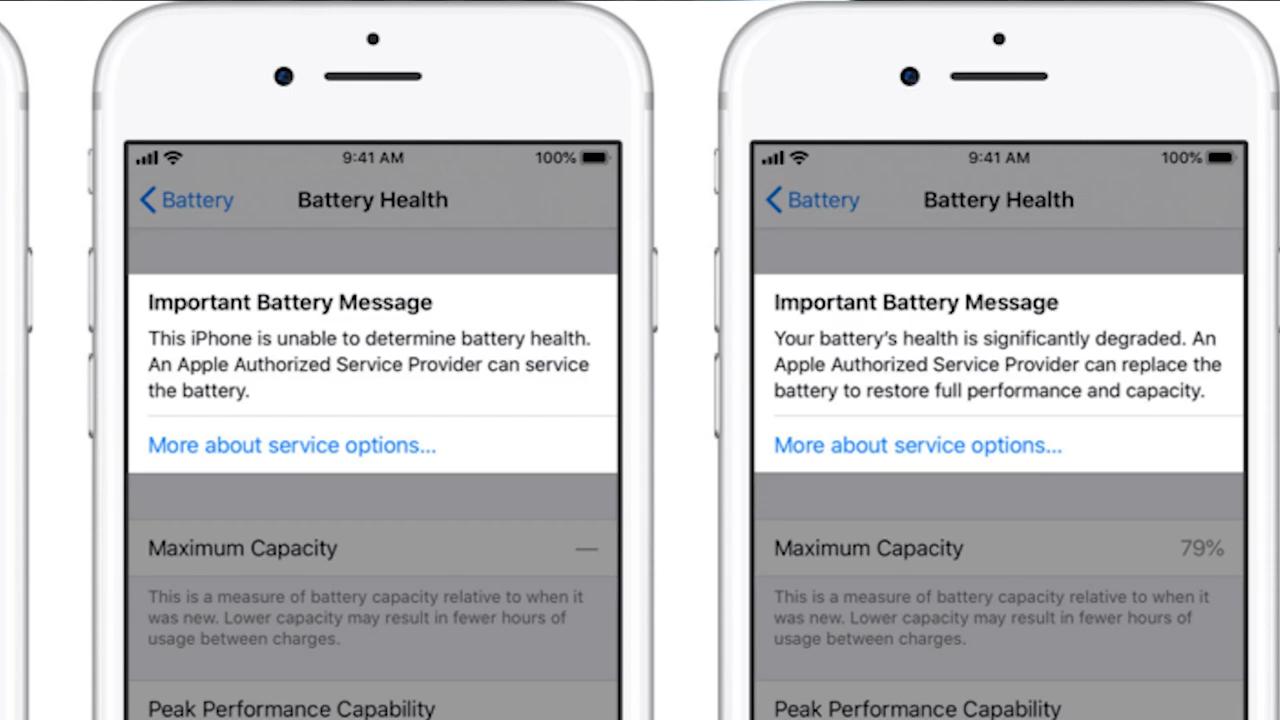 9:41 AM
100%
Battery
Battery Health
Important Battery Message
This iPhone is unable to determine battery health.
An Apple Authorized Service Provider can service
the battery.
More about service options...
Maximum Capacity
—
This is a measure of battery capacity relative to when it
was new. Lower capacity may result in fewer hours of
usage between charges.
Peak Performance Capability
9:41 AM
100%
Battery
Battery Health
Important Battery Message
Your battery's health is significantly degraded. An
Apple Authorized Service Provider can replace the
battery to restore full performance and capacity.
More about service options...
Maximum Capacity
79%
This is a measure of battery capacity relative to when it
was new. Lower capacity may result in fewer hours of
usage between charges.
Peak Performance Capability